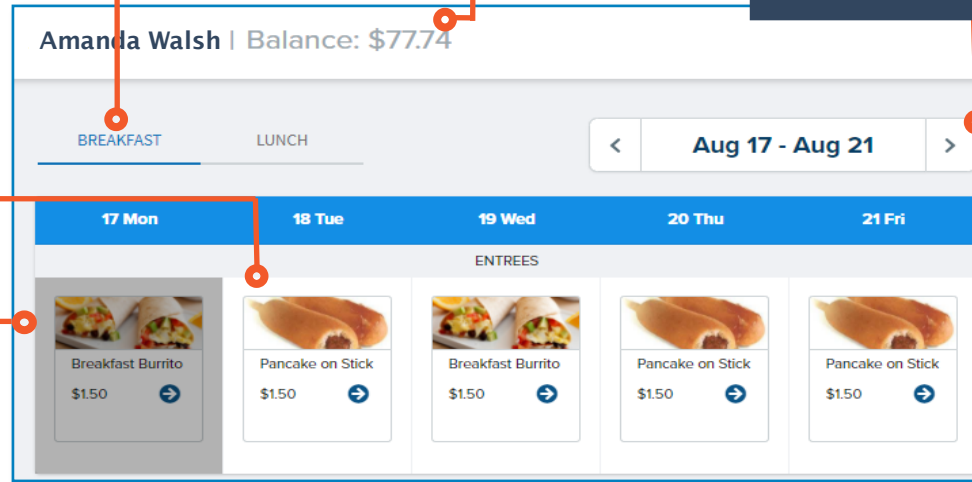 Amanda Walsh | Balance: $77.74
BREAKFAST LUNCH < Aug 17 - Aug 21 >
17 Mon 18 Tue 19 Wed 20 Thu 21 Fri
ENTREES
Breakfast Burrito Pancake on Stick Breakfast Burrito Pancake on Stick Pancake on Stick
$1.50 $1.50 $1.50 $1.50 $1.50